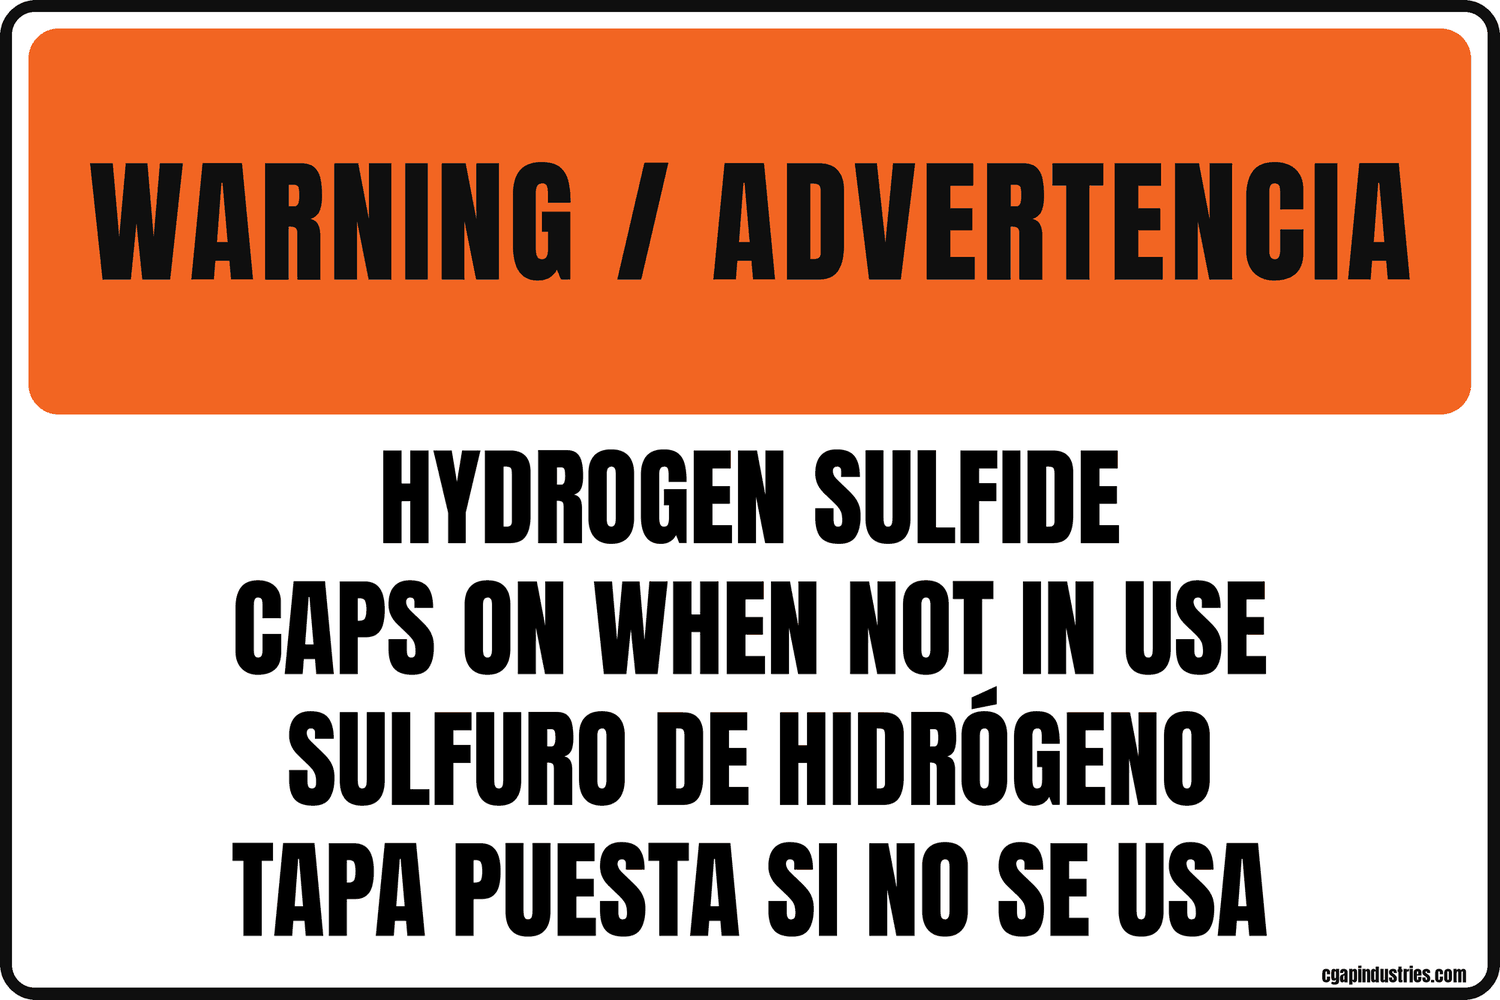 WARNING / ADVERTENCIA
HYDROGEN SULFIDE
CAPS ON WHEN NOT IN USE
SULFURO DE HIDRÓGENO
TAPA PUESTA SI NO SE USA
cgapindustries.com